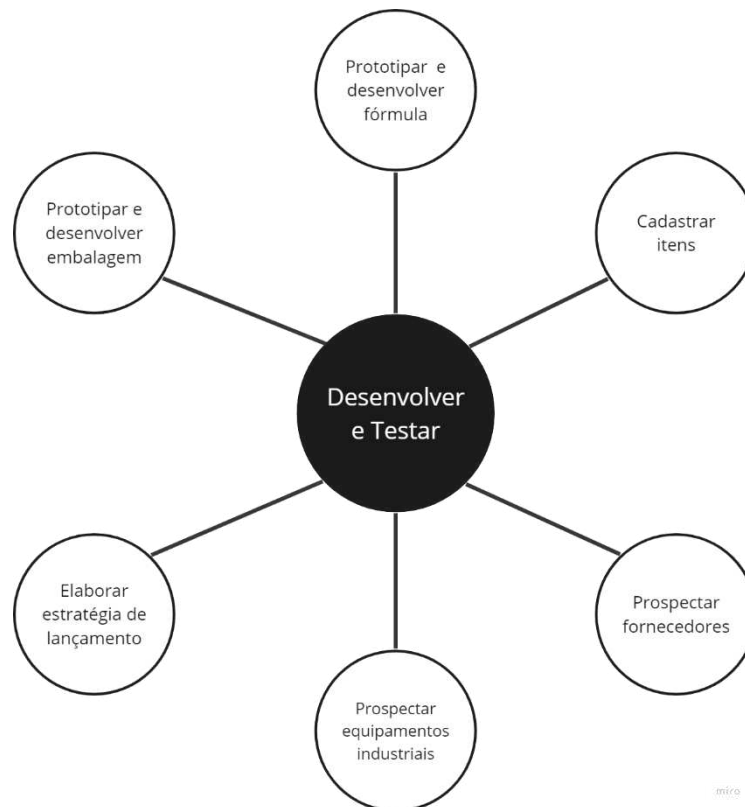 Prototipar e
desenvolver
fórmula
Prototipar e
desenvolver
embalagem
Cadastrar
itens
Desenvolver
e Testar
Elaborar
estratégia de
lançamento
Prospectar
fornecedores
Prospectar
equipamentos
industriais
miro